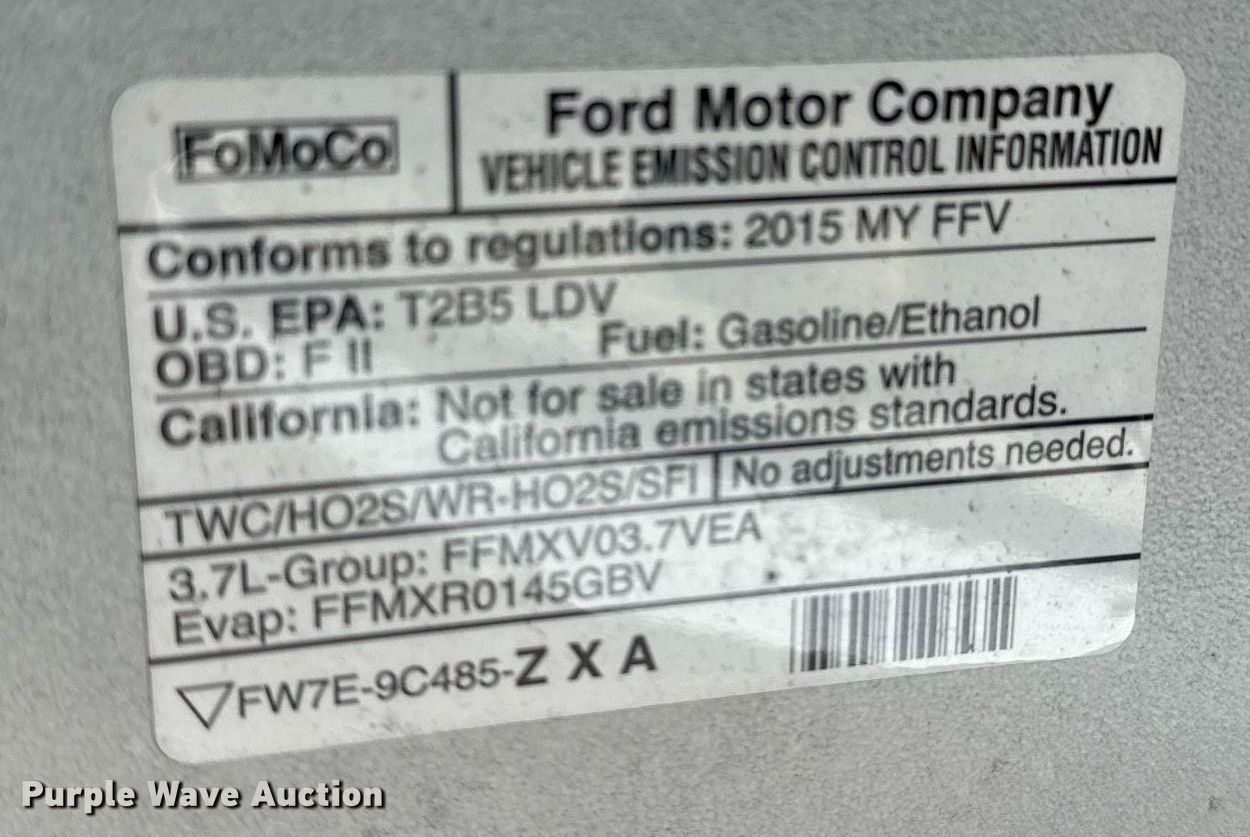 FoMoCo
Ford Motor Company
VEHICLE EMISSION CONTROL INFORMATION
Conforms to regulations: 2015 MY FFV
U.S. EPA: T2B5 LDV
OBD: F II Fuel: Gasoline/Ethanol
California: Not for sale in states with
California emissions standards.
TWC/HO2S/WR-HO2S/SFI No adjustments needed.
3.7L-Group: FFMXV03.7VEA
Evap: FFMXR0145GBV
FW7E-9C485-Z X A
Purple Wave Auction